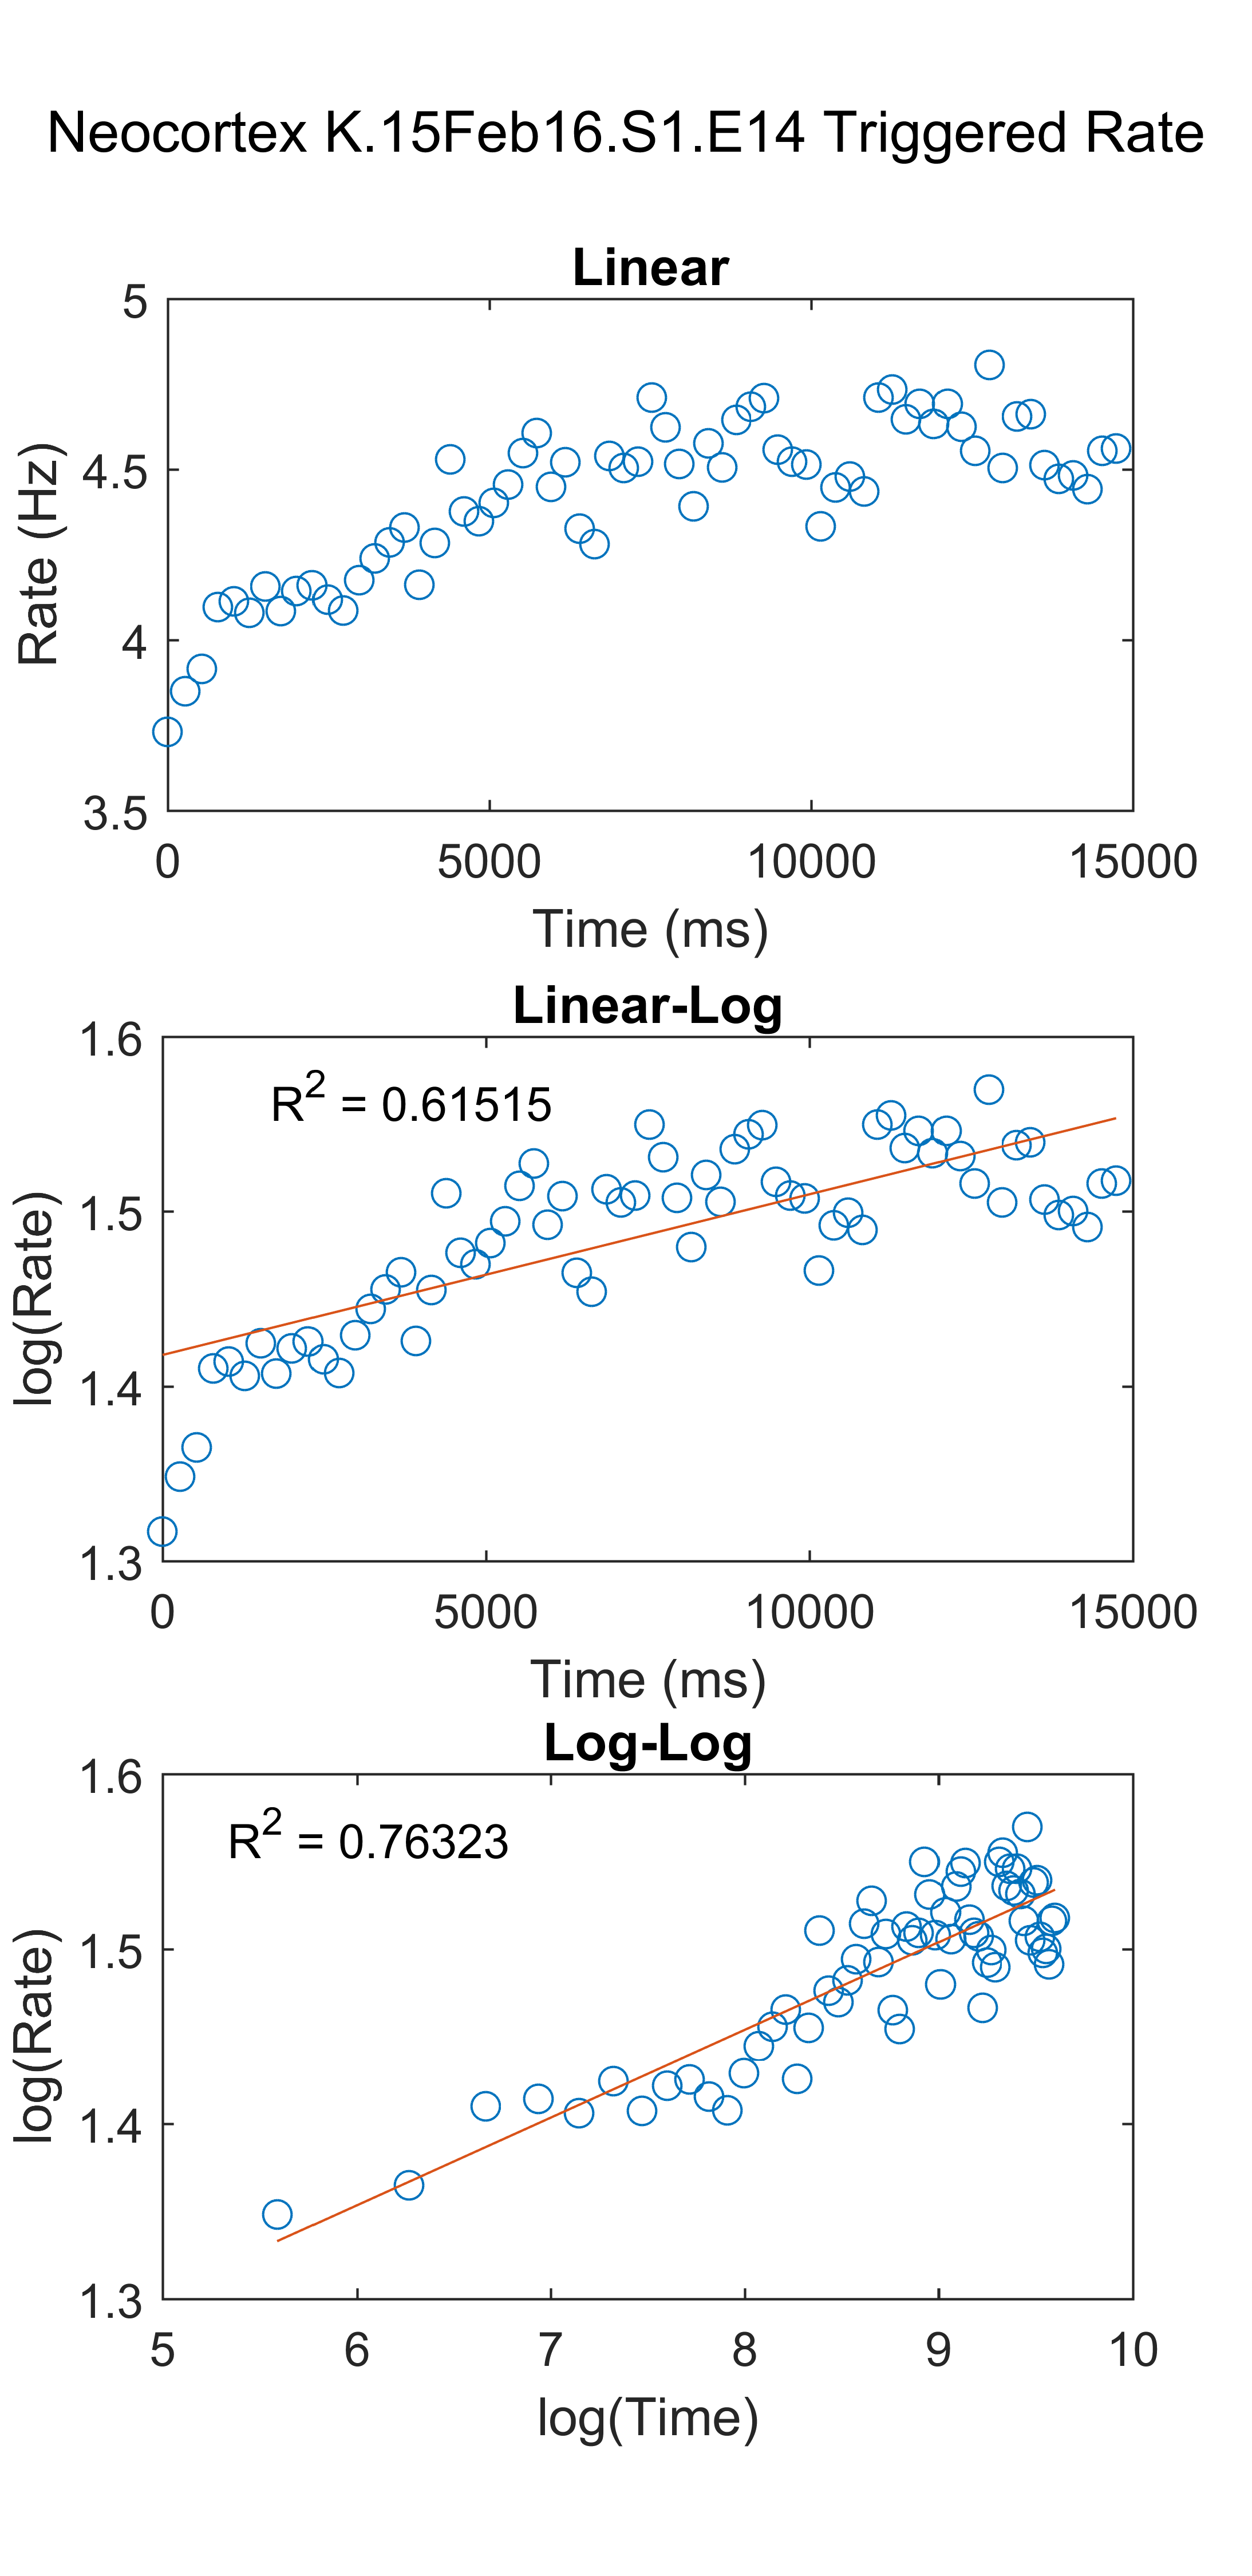 Neocortex K.15Feb16.S1.E14 Triggered Rate
Linear
5
4.5
4
3.5
Rate (Hz)
0 5000 10000 15000
Time (ms)
Linear-Log
R² = 0.61515
1.6
1.5
1.4
1.3
log(Rate)
0 5000 10000 15000
Time (ms)
Log-Log
R² = 0.76323
1.6
1.5
1.4
1.3
log(Rate)
5 6 7 8 9 10
log(Time)